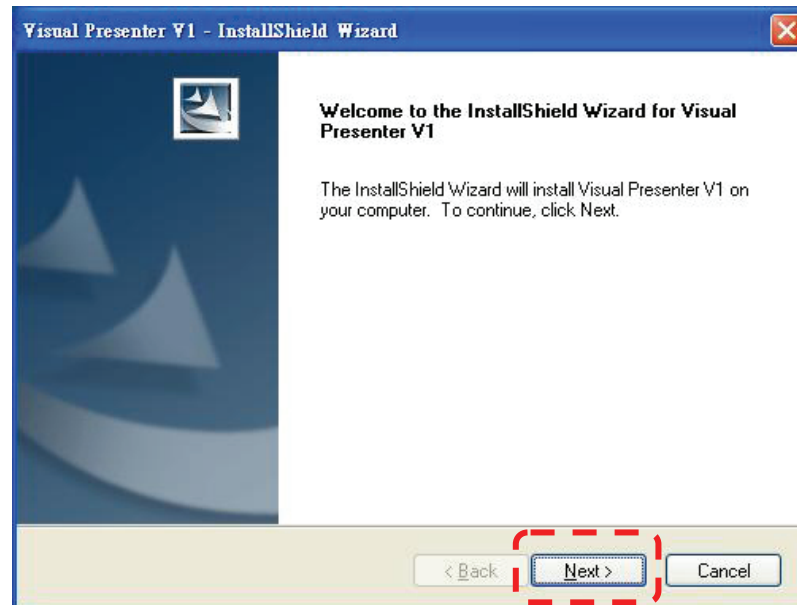 Visual Presenter V1 - InstallShield Wizard
Welcome to the InstallShield Wizard for Visual
Presenter V1
The InstallShield Wizard will install Visual Presenter V1 on
your computer. To continue, click Next.
< Back Next > Cancel